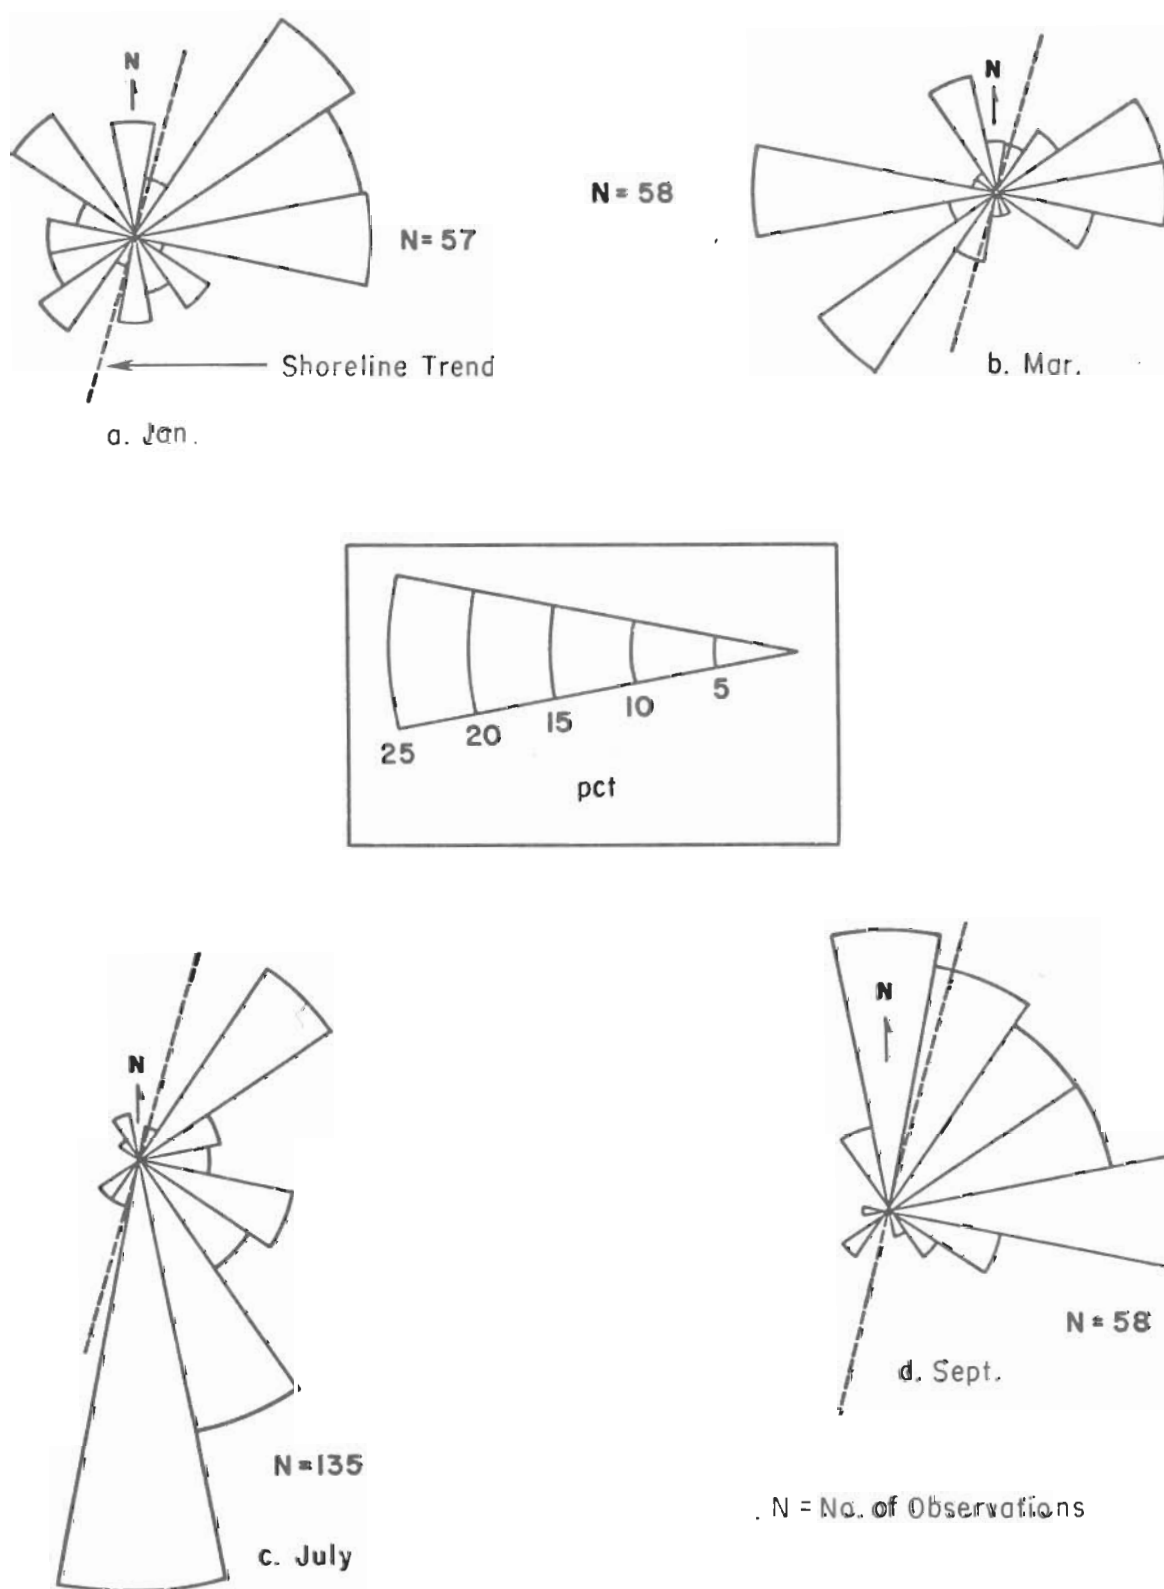 N
N
N = 57
N = 58
Shoreline Trend
b. Mar.
a. Jan.
5
10
15
20
25
pct
N
N
N = 58
d. Sept.
N = 135
N = No. of Observations
c. July